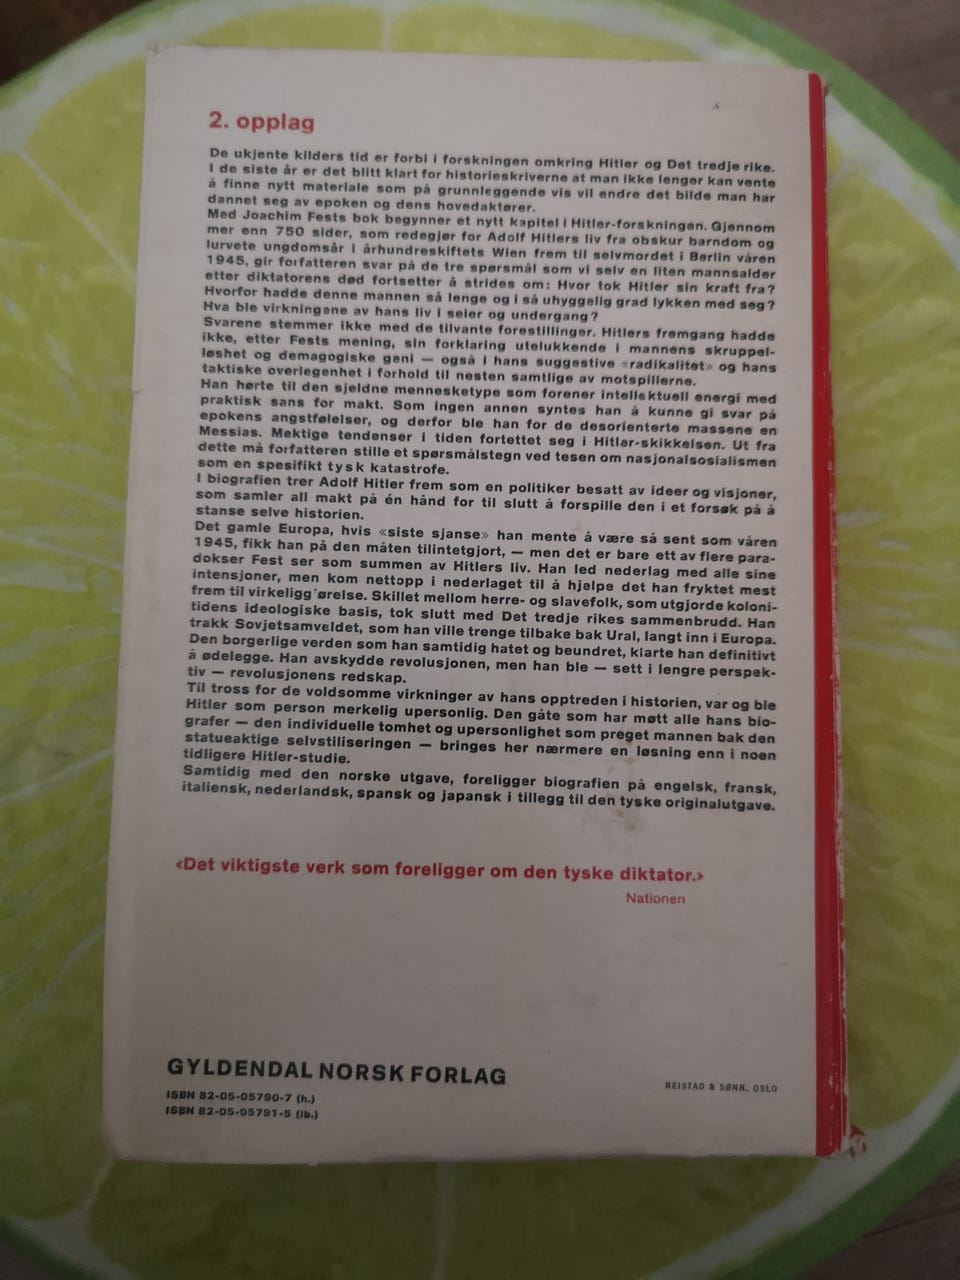 2. opplag
De ukjente kilders tid er forbi i forskningen omkring Hitler og Det tredje rike.
I de siste år er det blitt klart for historieskriverne at man ikke lenger kan vente
å finne nytt materiale som på grunnleggende vis vil endre det bilde man har
dannet seg av epoken og dens hovedaktører.
Med Joachim Fests bok begynner et nytt kapitel i Hitler-forskningen. Gjennom
mer enn 750 sider, som redegjør for Adolf Hitlers liv fra obskur barndom og
lurvete ungdomsår i århundreskiftets Wien frem til selvmordet i Berlin våren
1945, gir forfatteren svar på de tre spørsmål som vi selv en liten mannsalder
etter diktatorens død fortsetter å strides om: Hvor tok Hitler sin kraft fra?
Hvorfor hadde denne mannen så lenge og i så uhyggelig grad lykken med seg?
Hva ble virkningene av hans liv i seier og undergang?
Svarene stemmer ikke med de tilvante forestillinger. Hitlers fremgang hadde
ikke, etter Fests mening, sin forklaring utelukkende i mannens skruppel-
løshet og demagogiske geni — også i hans suggestive «radikalitet» og hans
taktiske overlegenhet i forhold til nesten samtlige av motspillerne.
Han hørte til den sjeldne mennesketype som forener intellektuell energi med
praktisk sans for makt. Som ingen annen syntes han å kunne gi svar på
epokens angstfølelser, og derfor ble han for de desorienterte massene en
Messias. Mektige tendenser i tiden fortettet seg i Hitler-skikkelsen. Ut fra
dette må forfatteren stille et spørsmålstegn ved tesen om nasjonalsosialismen
som en spesifikt tysk katastrofe.
I biografien trer Adolf Hitler frem som en politiker besatt av ideer og visjoner,
som samler all makt på én hånd for til slutt å forspille den i et forsøk på å
stanse selve historien.
Det gamle Europa, hvis «siste sjanse» han mente å være så sent som våren
1945, fikk han på den måten tilintetgjort, — men det er bare ett av flere para-
dokser Fest ser som summen av Hitlers liv. Han led nederlag med alle sine
intensjoner, men kom nettopp i nederlaget til å hjelpe det han fryktet mest
frem til virkeliggjørelse. Skillet mellom herre- og slavefolk, som utgjorde koloni-
tidens ideologiske basis, tok slutt med Det tredje rikes sammenbrudd. Han
trakk Sovjetsamveldet, som han ville trenge tilbake bak Ural, langt inn i Europa.
Den borgerlige verden som han samtidig hatet og beundret, klarte han definitivt
å ødelegge. Han avskydde revolusjonen, men han ble — sett i lengre perspek-
tiv — revolusjonens redskap.
Til tross for de voldsomme virkninger av hans opptreden i historien, var og ble
Hitler som person merkelig upersonlig. Den gåte som har møtt alle hans bio-
grafer — den individuelle tomhet og upersonlighet som preget mannen bak den
statueaktige selvstiliseringen — bringes her nærmere en løsning enn i noen
tidligere Hitler-studie.
Samtidig med den norske utgave, foreligger biografien på engelsk, fransk,
italiensk, nederlandsk, spansk og japansk i tillegg til den tyske originalutgave.
«Det viktigste verk som foreligger om den tyske diktator.»
Nationen
GYLDENDAL NORSK FORLAG
ISBN 82-05-05790-7 (h.)
ISBN 82-05-05791-5 (ib.)
REISTAD & SØNN, OSLO